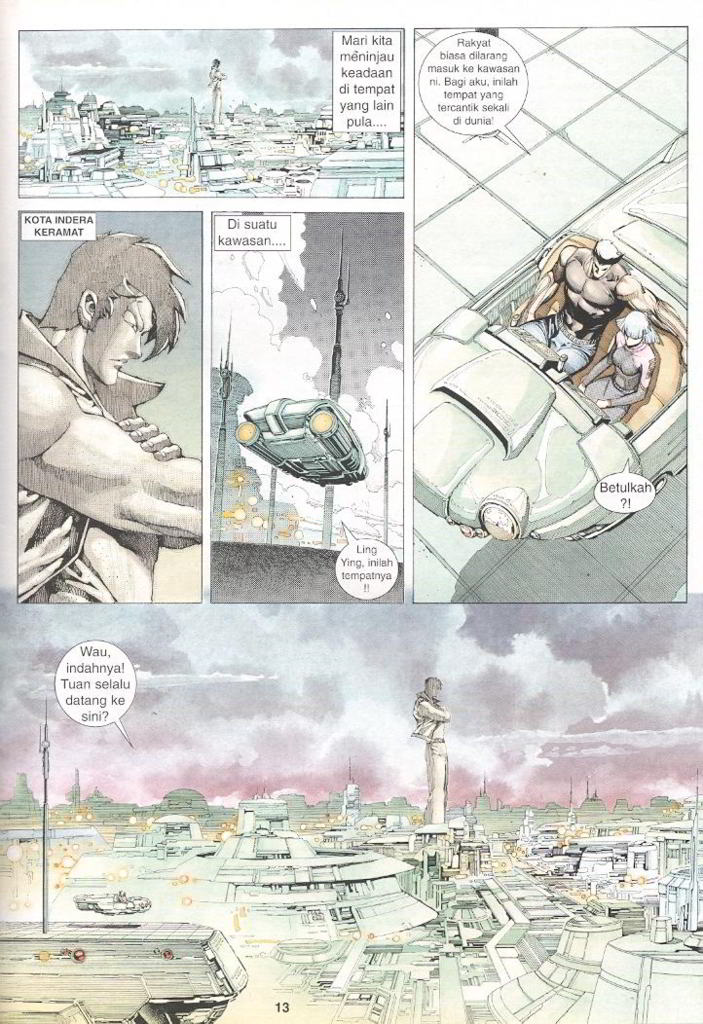 Mari kita
meninjau
keadaan
di tempat
yang lain
pula....
KOTA INDERA
KERAMAT
Di suatu
kawasan....
Ling
Ying, inilah
tempatnya
!!
Rakyat
biasa dilarang
masuk ke kawasan
ni. Bagi aku, inilah
tempat yang
tercantik sekali
di dunia!
Betulkah
?!
Wau,
indahnya!
Tuan selalu
datang ke
sini?
13